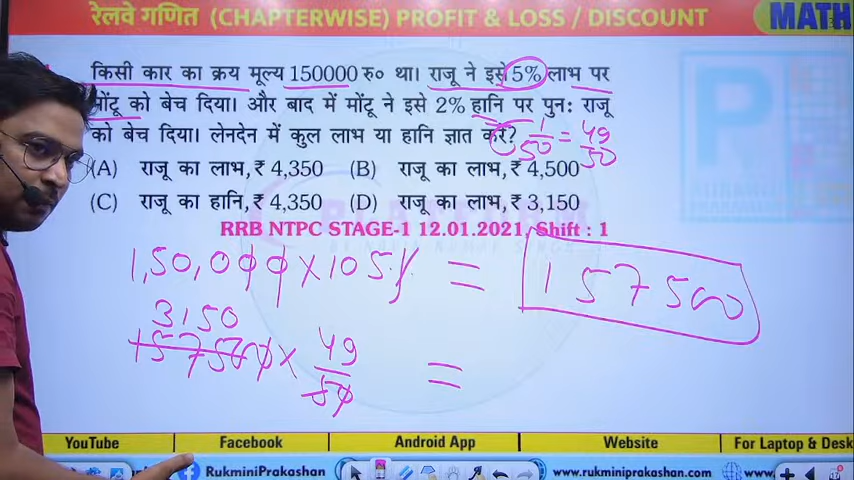 रेलवे गणित (CHAPTERWISE) PROFIT & LOSS / DISCOUNT
MATH
किसी कार का क्रय मूल्य 150000 रु० था। राजू ने इसे 5% लाभ पर
मोंटू को बेच दिया। और बाद में मोंटू ने इसे 2% हानि पर पुनः राजू
को बेच दिया। लेनदेन में कुल लाभ या हानि ज्ञात करें?
1/50 = 49/50
(A) राजू का लाभ, ₹ 4,350 (B) राजू का लाभ, ₹ 4,500
(C) राजू का हानि, ₹ 4,350 (D) राजू का लाभ, ₹ 3,150
RRB NTPC STAGE-1 12.01.2021, Shift : 1
1,50,000 × 105% = 157500
3150
157500 × 49/50 =
YouTube Facebook Android App Website For Laptop & Desk
RukminiPrakashan www.rukminiprakashan.com